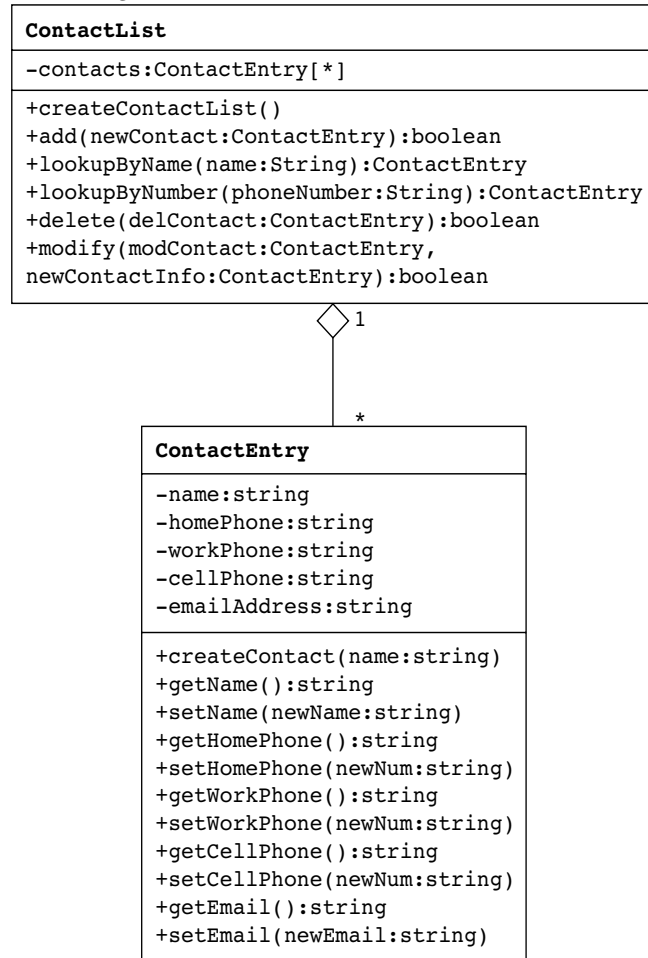 ContactList
-contacts:ContactEntry[*]
+createContactList()
+add(newContact:ContactEntry):boolean
+lookupByName(name:String):ContactEntry
+lookupByNumber(phoneNumber:String):ContactEntry
+delete(delContact:ContactEntry):boolean
+modify(modContact:ContactEntry,
newContactInfo:ContactEntry):boolean
1
*
ContactEntry
-name:string
-homePhone:string
-workPhone:string
-cellPhone:string
-emailAddress:string
+createContact(name:string)
+getName():string
+setName(newName:string)
+getHomePhone():string
+setHomePhone(newNum:string)
+getWorkPhone():string
+setWorkPhone(newNum:string)
+getCellPhone():string
+setCellPhone(newNum:string)
+getEmail():string
+setEmail(newEmail:string)